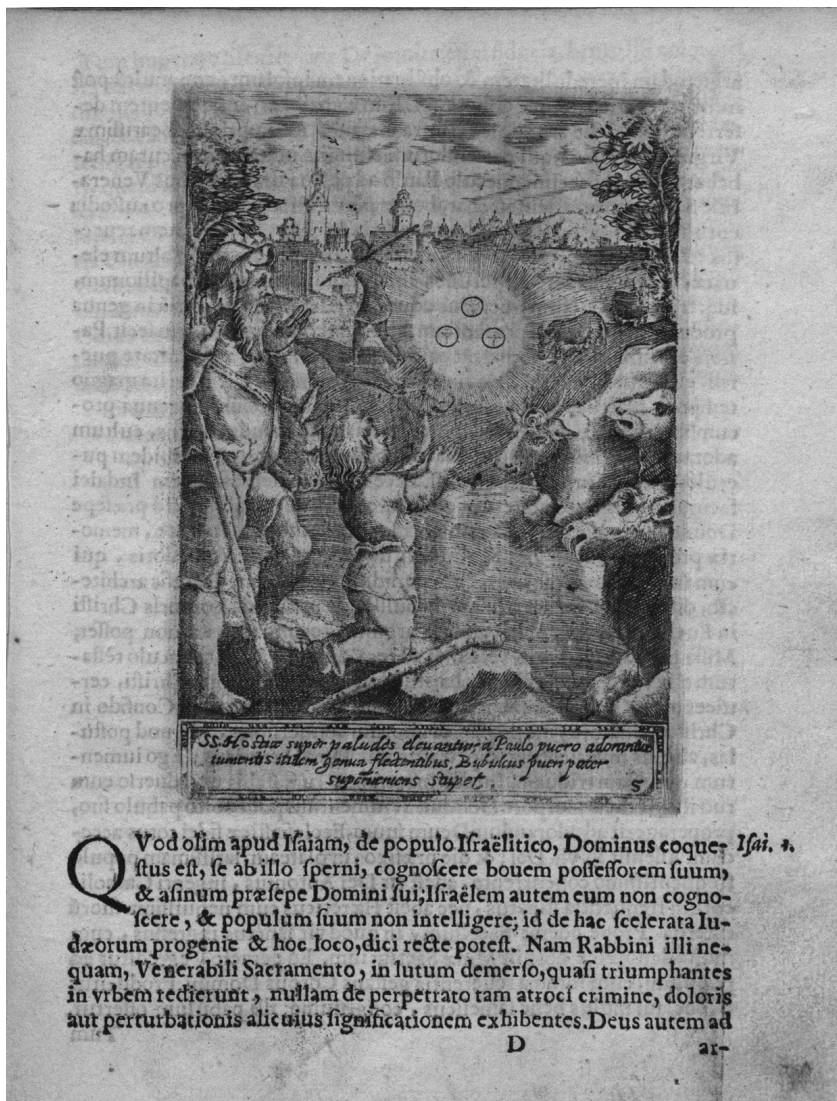 SS. Hostiæ super paludes eleuantur, à Paulo puero adorantur
iumentis itidem genua flectentibus, Bubulcus pueri pater
superueniens stupet.
5
QVod olim apud Isaiam, de populo Israëlitico, Dominus coque- Isai. 1.
stus est, se ab illo sperni, cognoscere bouem possessorem suum,
& asinum præsepe Domini sui; Israëlem autem eum non cogno-
scere, & populum suum non intelligere; id de hac scelerata Iu-
dæorum progenie & hoc loco, dici recte potest. Nam Rabbini illi ne-
quam, Venerabili Sacramento, in lutum demerso, quasi triumphantes
in vrbem redierunt, nullam de perpetrato tam atroci crimine, doloris
aut perturbationis alicuius significationem exhibentes. Deus autem ad
D ar-